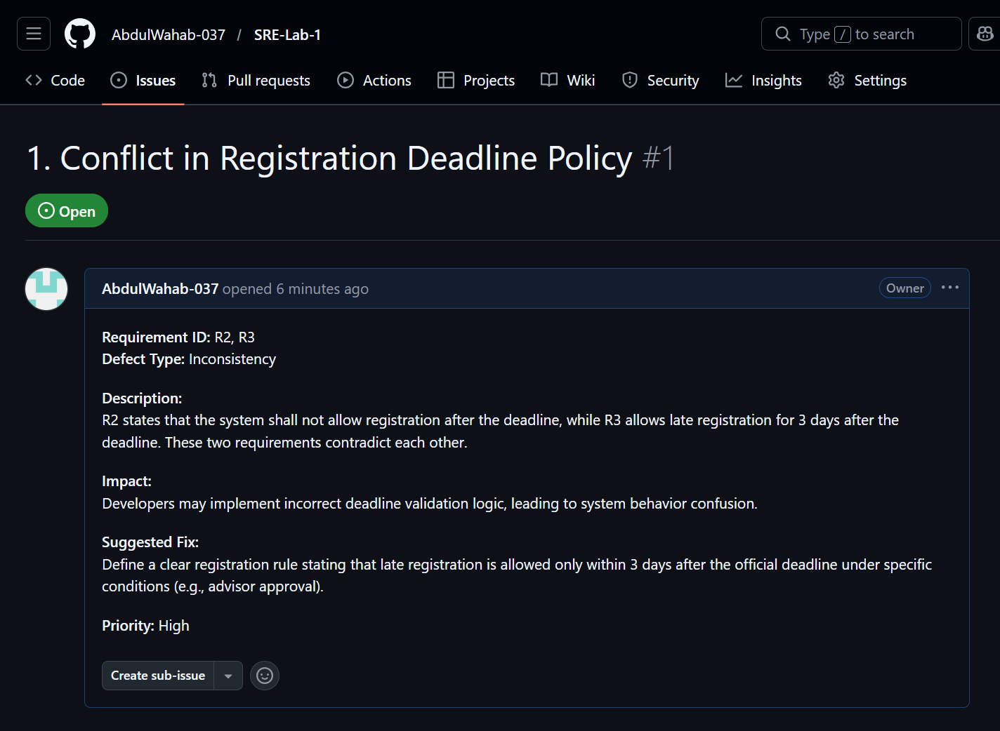 AbdulWahab-037 / SRE-Lab-1
Type / to search
Code Issues Pull requests Actions Projects Wiki Security Insights Settings
1. Conflict in Registration Deadline Policy #1
Open
AbdulWahab-037 opened 6 minutes ago
Owner
Requirement ID: R2, R3
Defect Type: Inconsistency
Description:
R2 states that the system shall not allow registration after the deadline, while R3 allows late registration for 3 days after the
deadline. These two requirements contradict each other.
Impact:
Developers may implement incorrect deadline validation logic, leading to system behavior confusion.
Suggested Fix:
Define a clear registration rule stating that late registration is allowed only within 3 days after the official deadline under specific
conditions (e.g., advisor approval).
Priority: High
Create sub-issue